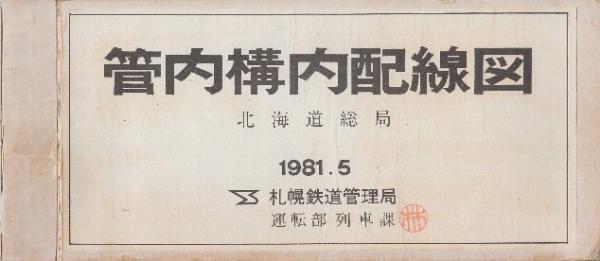 管内構内配線図
北海道総局
1981.5
札幌鉄道管理局
運転部列車課